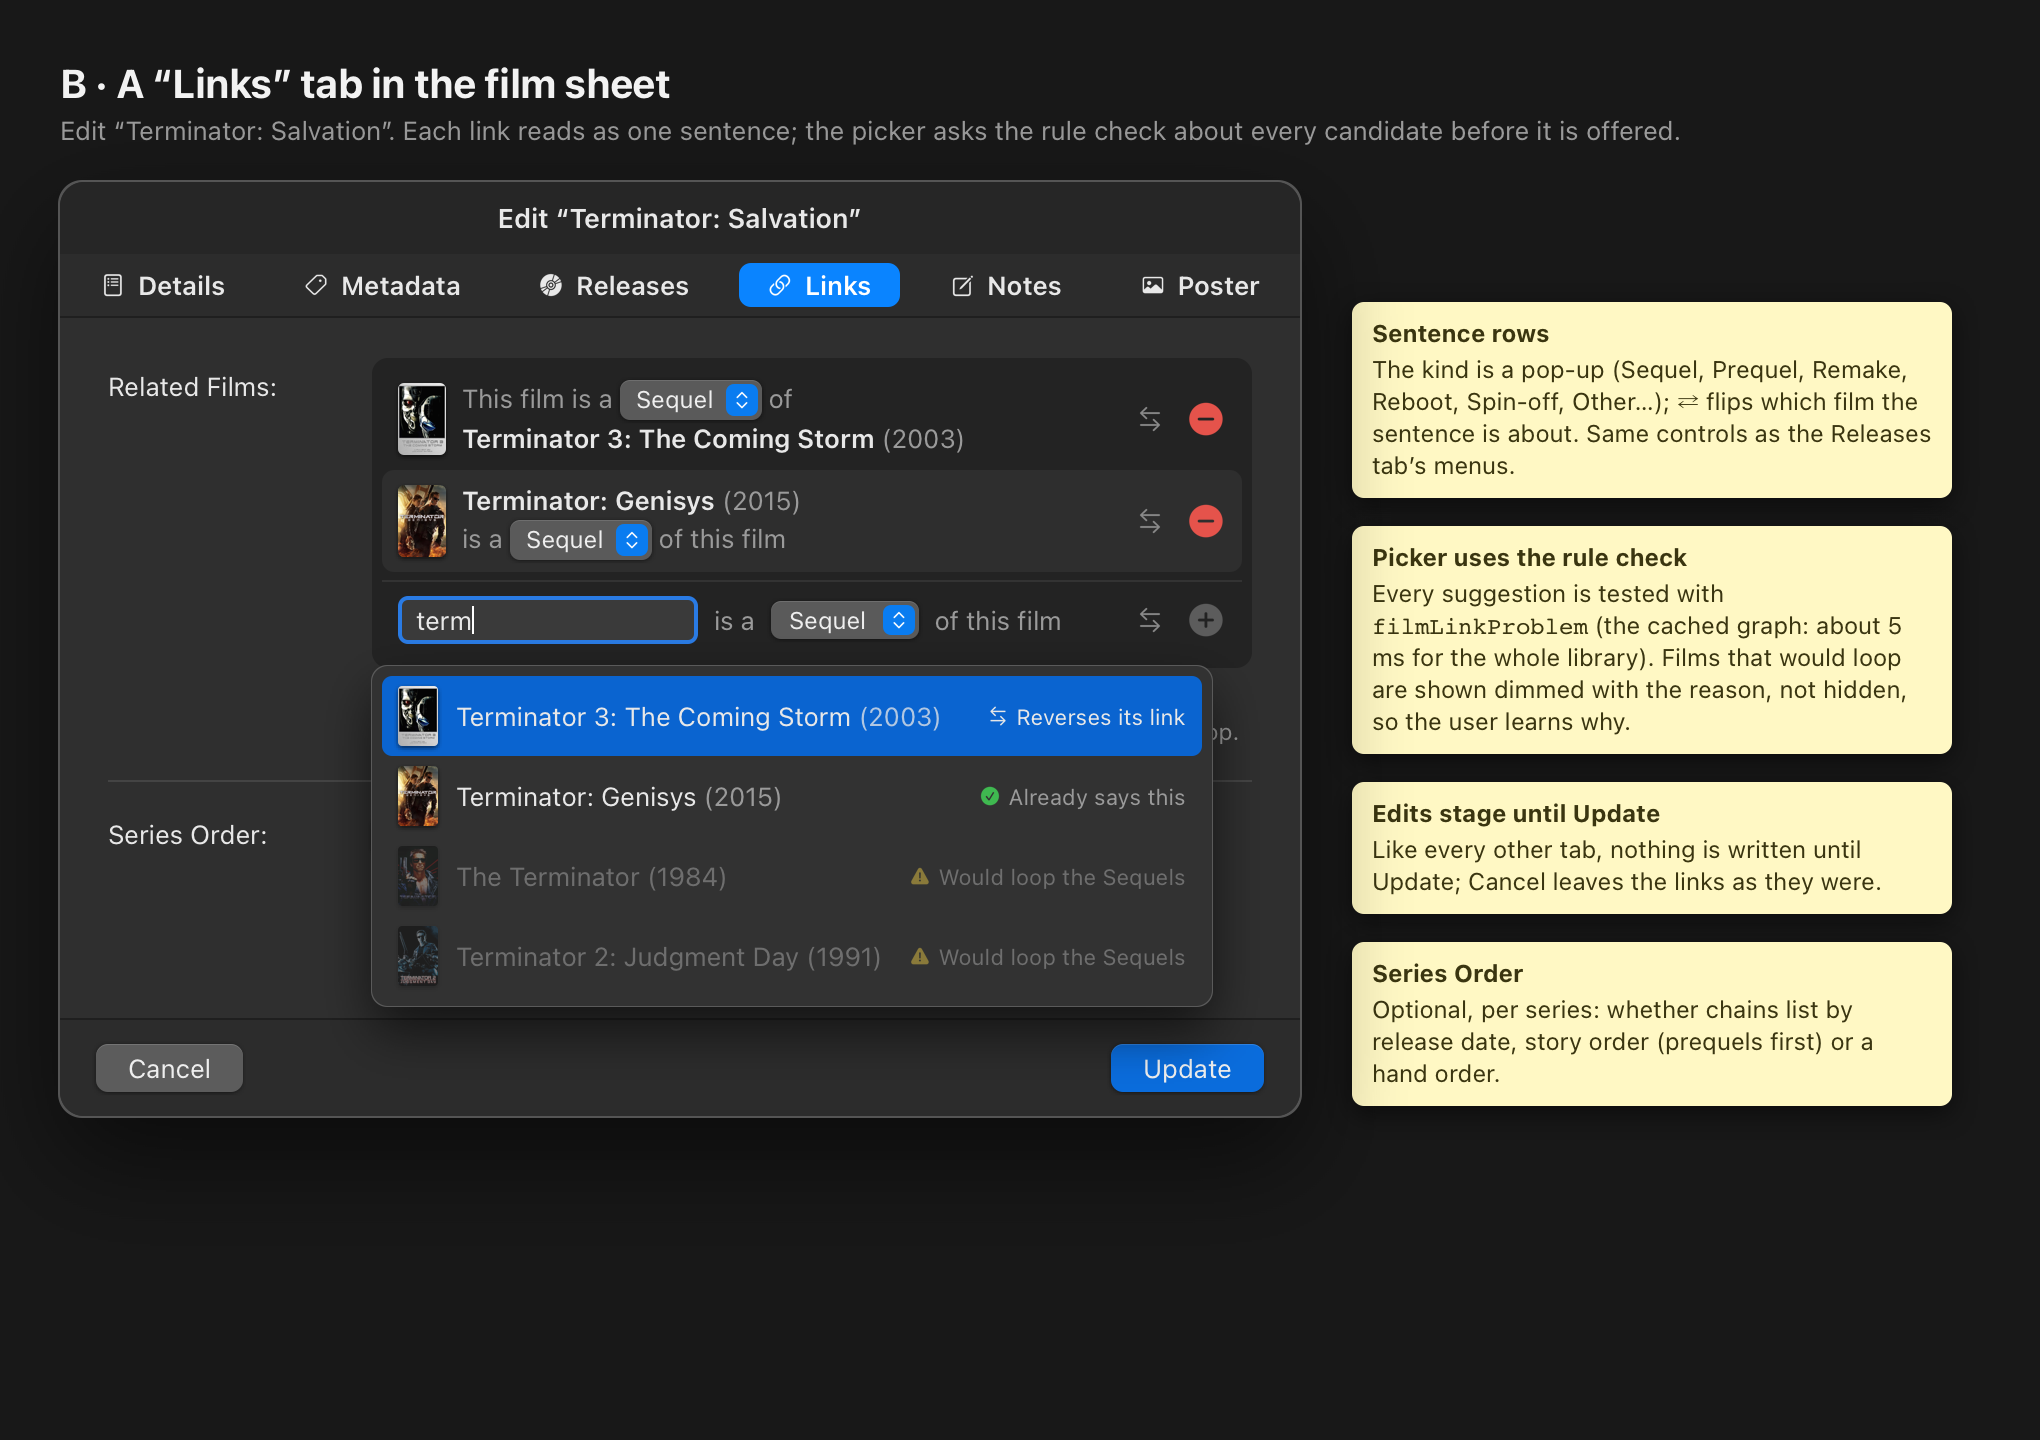 B · A “Links” tab in the film sheet
Edit “Terminator: Salvation”. Each link reads as one sentence; the picker asks the rule check about every candidate before it is offered.
Edit “Terminator: Salvation”
Details
Metadata
Releases
Links
Notes
Poster
Related Films:
This film is a Sequel of
Terminator 3: The Coming Storm (2003)
Terminator: Genisys (2015)
is a Sequel of this film
term is a Sequel of this film
Terminator 3: The Coming Storm (2003) ⇆ Reverses its link
op.
Terminator: Genisys (2015) Already says this
Series Order:
The Terminator (1984) Would loop the Sequels
Terminator 2: Judgment Day (1991) Would loop the Sequels
Cancel
Update
Sentence rows
The kind is a pop-up (Sequel, Prequel, Remake,
Reboot, Spin-off, Other…); ⇄ flips which film the
sentence is about. Same controls as the Releases
tab’s menus.
Picker uses the rule check
Every suggestion is tested with
filmLinkProblem (the cached graph: about 5
ms for the whole library). Films that would loop
are shown dimmed with the reason, not hidden,
so the user learns why.
Edits stage until Update
Like every other tab, nothing is written until
Update; Cancel leaves the links as they were.
Series Order
Optional, per series: whether chains list by
release date, story order (prequels first) or a
hand order.